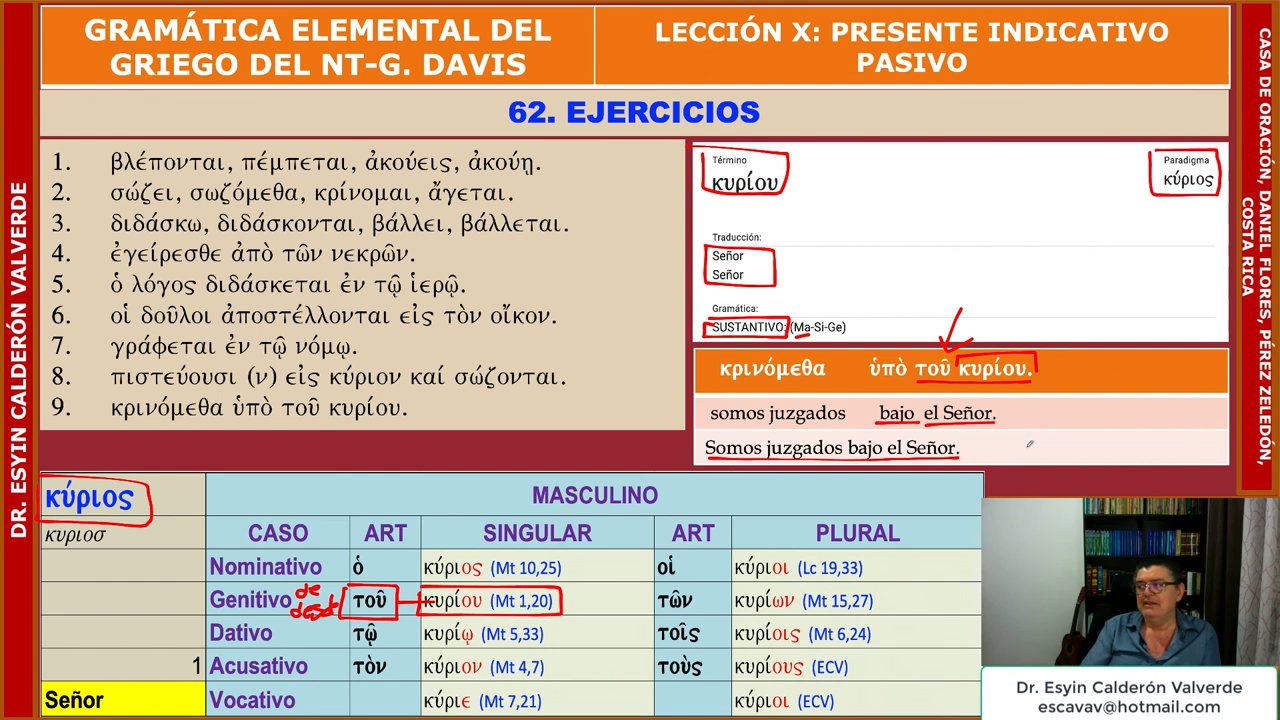 GRAMÁTICA ELEMENTAL DEL
GRIEGO DEL NT-G. DAVIS
LECCIÓN X: PRESENTE INDICATIVO
PASIVO
62. EJERCICIOS
DR. ESYIN CALDERÓN VALVERDE
CASA DE ORACIÓN, DANIEL FLORES, PÉREZ ZELEDÓN,
COSTA RICA
1. βλέπονται, πέμπεται, ἀκούεις, ἀκούῃ.
2. σώζει, σωζόμεθα, κρίνομαι, ἄγεται.
3. διδάσκω, διδάσκονται, βάλλει, βάλλεται.
4. ἐγείρεσθε ἀπὸ τῶν νεκρῶν.
5. ὁ λόγος διδάσκεται ἐν τῷ ἱερῷ.
6. οἱ δοῦλοι ἀποστέλλονται εἰς τὸν οἴκον.
7. γράφεται ἐν τῷ νόμῳ.
8. πιστεύουσι (ν) εἰς κύριον καί σώζονται.
9. κρινόμεθα ὑπὸ τοῦ κυρίου.
Término Paradigma
κυρίου κύριος
Traducción:
Señor
Señor
Gramática:
SUSTANTIVO: (Ma-Si-Ge)
κρινόμεθα ὑπὸ τοῦ κυρίου.
somos juzgados bajo el Señor.
Somos juzgados bajo el Señor.
κύριος MASCULINO
κυριοσ CASO ART SINGULAR ART PLURAL
Nominativo ὁ κύριος (Mt 10,25) οἱ κύριοι (Lc 19,33)
Genitivo de desde τοῦ κυρίου (Mt 1,20) τῶν κυρίων (Mt 15,27)
Dativo τῷ κυρίῳ (Mt 5,33) τοῖς κυρίοις (Mt 6,24)
1 Acusativo τὸν κύριον (Mt 4,7) τοὺς κυρίους (ECV)
Señor Vocativo κύριε (Mt 7,21) κύριοι (ECV)
Dr. Esyin Calderón Valverde
escavav@hotmail.com